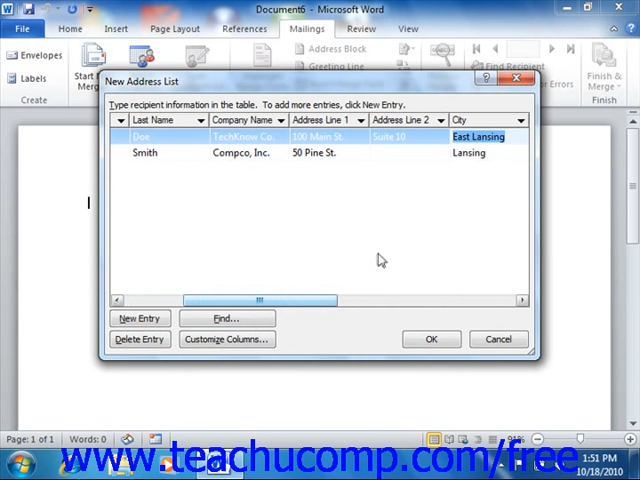 Document6 - Microsoft Word
File Home Insert Page Layout References Mailings Review View
Envelopes
Labels
Create
Address Block
Greeting Line
Find Recipient
Errors
Finish &
Merge
Finish
New Address List
Type recipient information in the table. To add more entries, click New Entry.
Last Name Company Name Address Line 1 Address Line 2 City
Doe TechKnow Co. 100 Main St. Suite 10 East Lansing
Smith Compco, Inc. 50 Pine St. Lansing
New Entry Find...
Delete Entry Customize Columns... OK Cancel
Page: 1 of 1 Words: 0 91%
www.teachucomp.com/free
1:51 PM
10/18/2010